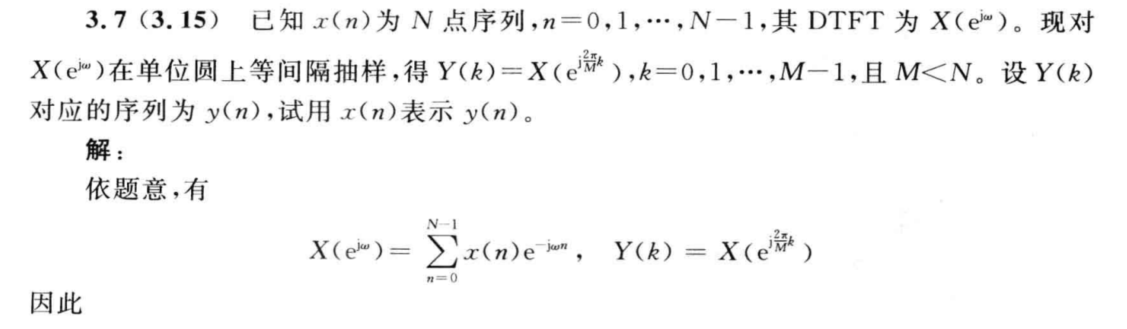 3.7(3.15) 已知 x(n)为 N 点序列,n=0,1,…,N−1,其 DTFT 为 X(e^{jω})。现对
X(e^{jω})在单位圆上等间隔抽样,得 Y(k)=X(e^{j\frac{2π}{M}k}),k=0,1,…,M−1,且 M<N。设 Y(k)
对应的序列为 y(n),试用 x(n)表示 y(n)。
解:
依题意,有
X(e^{jω})=\sum_{n=0}^{N-1}x(n)e^{-jωn}, Y(k)=X(e^{j\frac{2π}{M}k})
因此